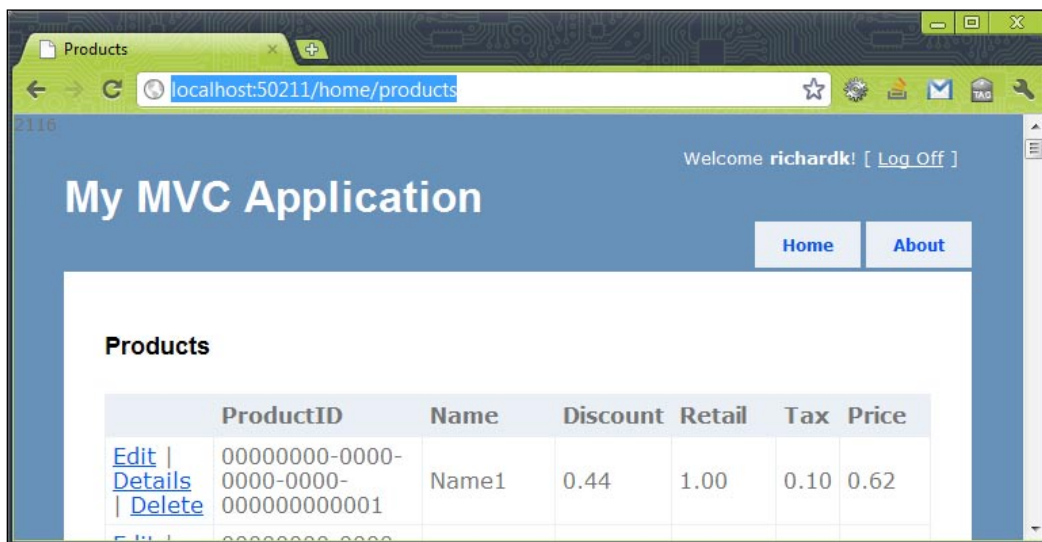 Products
localhost:50211/home/products
TAG
2116
Welcome richardk! [ Log Off ]
My MVC Application
Home
About
Products
ProductID Name Discount Retail Tax Price
Edit | 00000000-0000-
Details 0000-0000- Name1 0.44 1.00 0.10 0.62
| Delete 000000000001